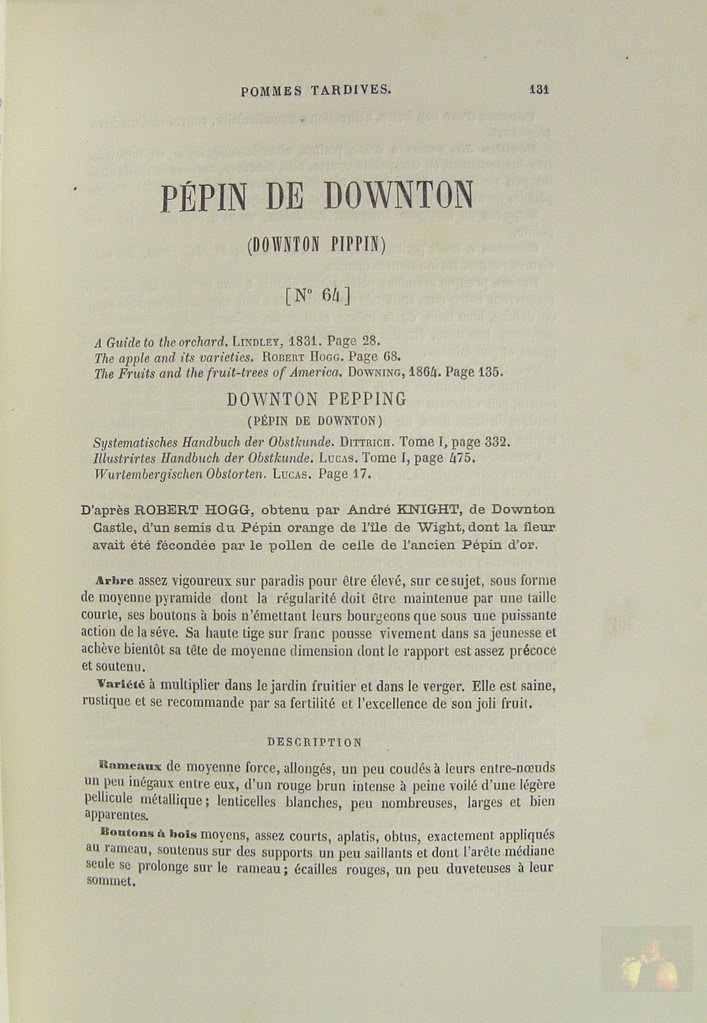 POMMES TARDIVES. 131
PÉPIN DE DOWNTON
(DOWNTON PIPPIN)
[N° 64]
A Guide to the orchard. LINDLEY, 1831. Page 28.
The apple and its varieties. ROBERT HOGG. Page 68.
The Fruits and the fruit-trees of America. DOWNING, 1864. Page 135.
DOWNTON PEPPING
(PÉPIN DE DOWNTON)
Systematisches Handbuch der Obstkunde. DITTRICH. Tome I, page 332.
Illustrirtes Handbuch der Obstkunde. LUCAS. Tome I, page 475.
Wurtembergischen Obstorten. LUCAS. Page 17.
D'après ROBERT HOGG, obtenu par André KNIGHT, de Downton
Castle, d'un semis du Pépin orange de l'île de Wight, dont la fleur
avait été fécondée par le pollen de celle de l'ancien Pépin d'or.
Arbre assez vigoureux sur paradis pour être élevé, sur ce sujet, sous forme
de moyenne pyramide dont la régularité doit être maintenue par une taille
courte, ses boutons à bois n'émettant leurs bourgeons que sous une puissante
action de la séve. Sa haute tige sur franc pousse vivement dans sa jeunesse et
achève bientôt sa tête de moyenne dimension dont le rapport est assez précoce
et soutenu.
Variété à multiplier dans le jardin fruitier et dans le verger. Elle est saine,
rustique et se recommande par sa fertilité et l'excellence de son joli fruit.
DESCRIPTION
Rameaux de moyenne force, allongés, un peu coudés à leurs entre-nœuds
un peu inégaux entre eux, d'un rouge brun intense à peine voilé d'une légère
pellicule métallique ; lenticelles blanches, peu nombreuses, larges et bien
apparentes.
Boutons à bois moyens, assez courts, aplatis, obtus, exactement appliqués
au rameau, soutenus sur des supports un peu saillants et dont l'arête médiane
seule se prolonge sur le rameau ; écailles rouges, un peu duveteuses à leur
sommet.